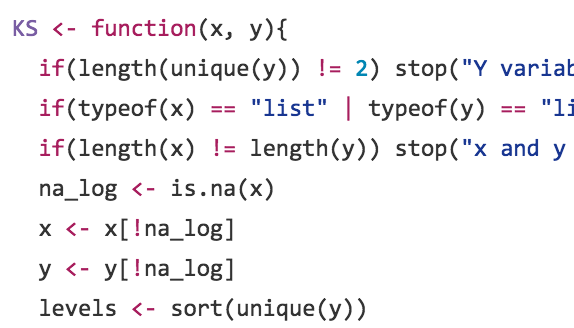 KS <- function(x, y){
if(length(unique(y)) != 2) stop("Y variab
if(typeof(x) == "list" | typeof(y) == "li
if(length(x) != length(y)) stop("x and y
na_log <- is.na(x)
x <- x[!na_log]
y <- y[!na_log]
levels <- sort(unique(y))